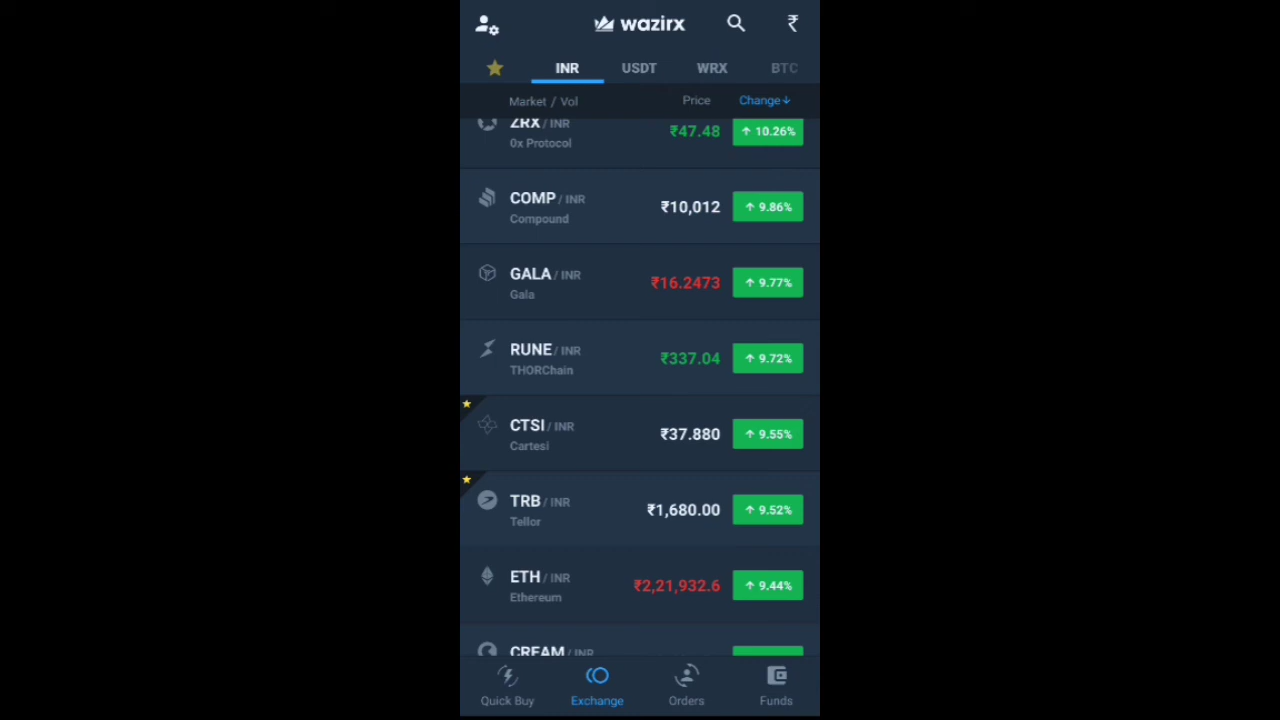 wazirx ₹
INR USDT WRX BTC
Market / Vol Price Change↓
ZRX / INR ₹47.48 ↑ 10.26%
0x Protocol
COMP / INR ₹10,012 ↑ 9.86%
Compound
GALA / INR ₹16.2473 ↑ 9.77%
Gala
RUNE / INR ₹337.04 ↑ 9.72%
THORChain
CTSI / INR ₹37.880 ↑ 9.55%
Cartesi
TRB / INR ₹1,680.00 ↑ 9.52%
Tellor
ETH / INR ₹2,21,932.6 ↑ 9.44%
Ethereum
CREAM / INR
Quick Buy Exchange Orders Funds